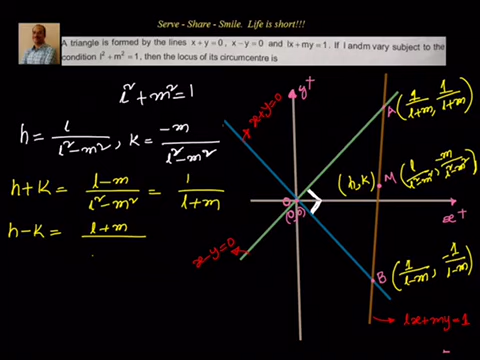 Serve - Share - Smile. Life is short!!!
A triangle is formed by the lines x+y=0, x−y=0 and lx+my=1. If l andm vary subject to the
condition l²+m²=1, then the locus of its circumcentre is
l²+m²=1
h = l/(l²−m²), k = −m/(l²−m²)
h+k = (l−m)/(l²−m²) = 1/(l+m)
h−k = (l+m)/
y+
x+y=0
A (1/(l+m), 1/(l+m))
(h,k) M (l/(l²−m²), −m/(l²−m²))
O
(0,0)
x+
x−y=0
B (1/(l−m), −1/(l−m))
lx+my=1